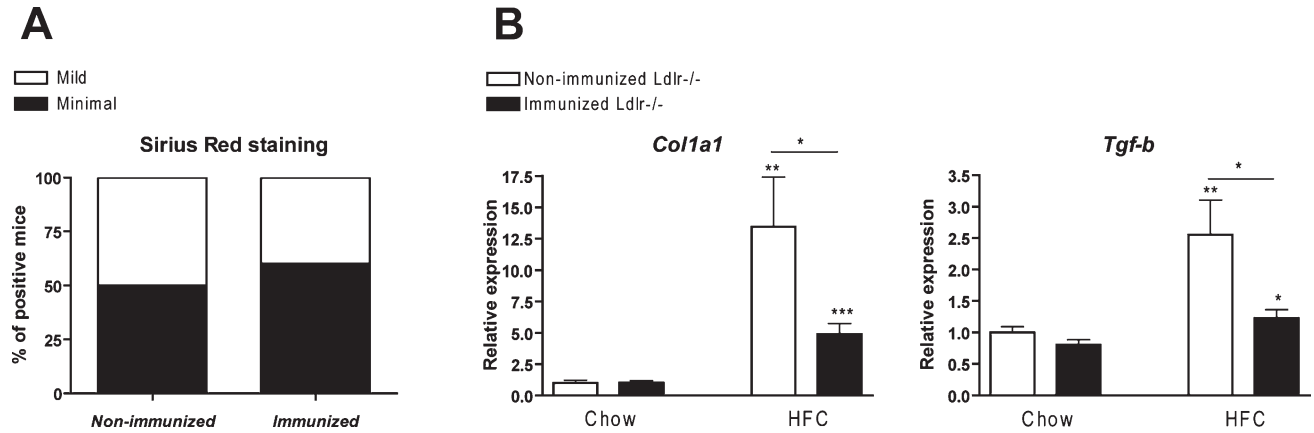 A
Mild
Minimal
Sirius Red staining
% of positive mice
100
75
50
25
0
Non-immunized
Immunized
B
Non-immunized Ldlr-/-
Immunized Ldlr-/-
Col1a1
Relative expression
17.5
15.0
12.5
10.0
7.5
5.0
2.5
0.0
*
**
***
Chow
HFC
Tgf-b
Relative expression
3.5
3.0
2.5
2.0
1.5
1.0
0.5
0.0
*
**
*
Chow
HFC